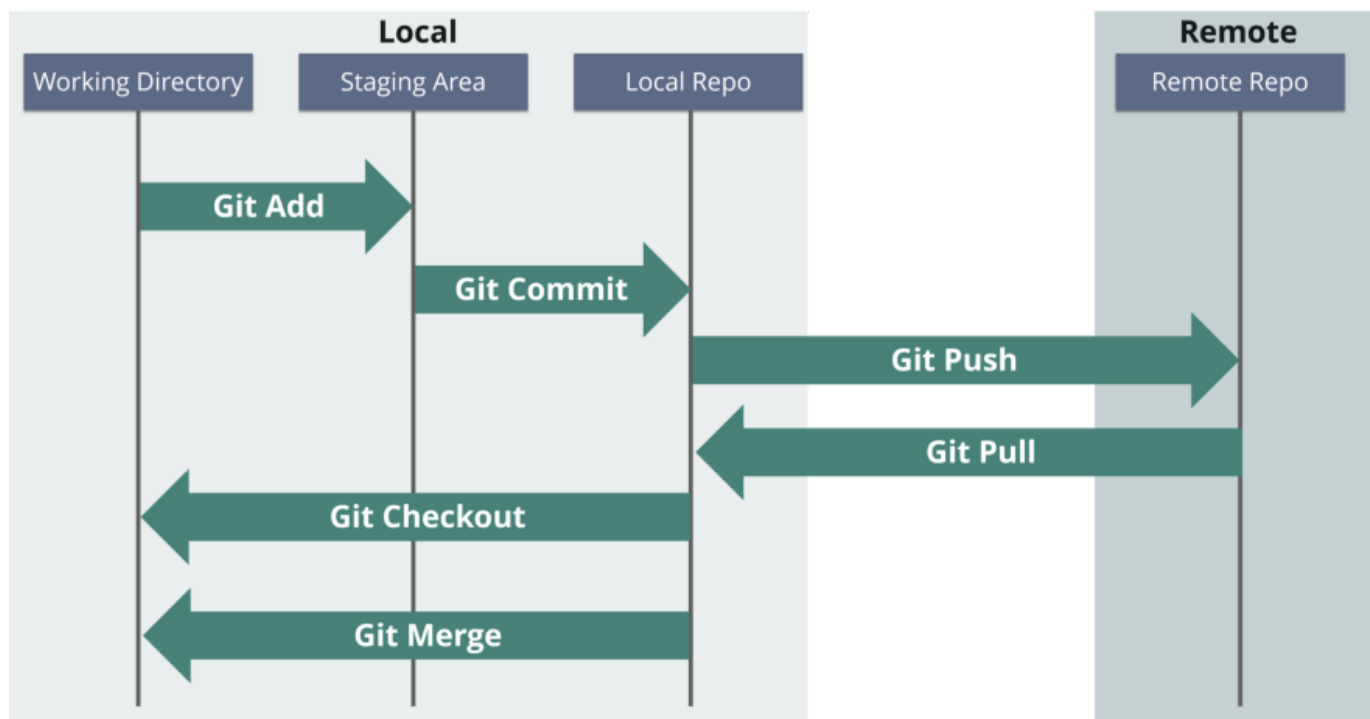 Local
Remote
Working Directory
Staging Area
Local Repo
Remote Repo
Git Add
Git Commit
Git Push
Git Pull
Git Checkout
Git Merge